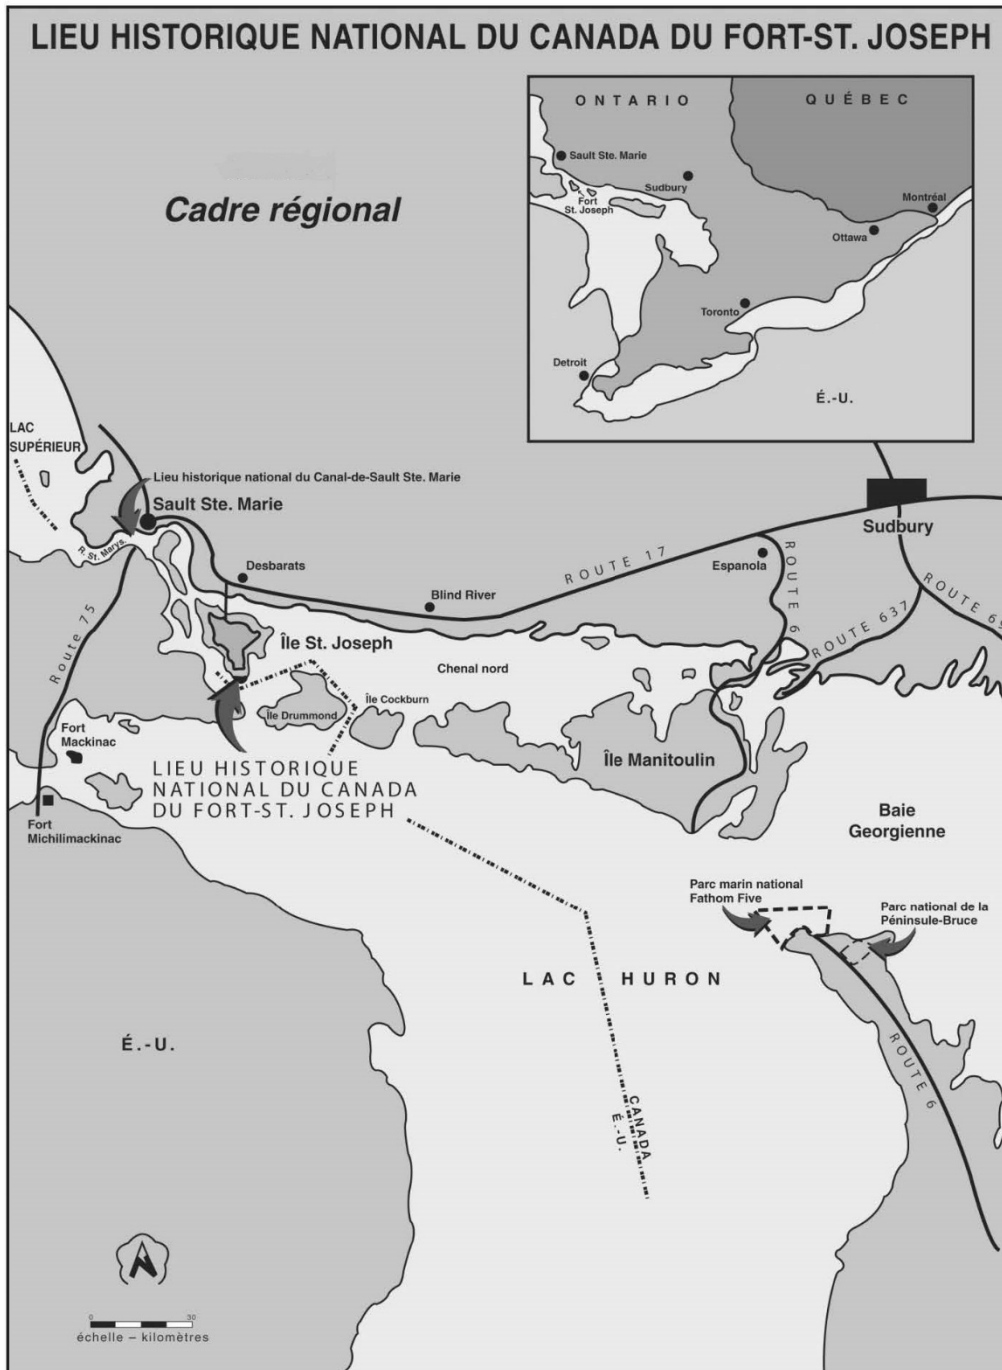 LIEU HISTORIQUE NATIONAL DU CANADA DU FORT-ST. JOSEPH
Cadre régional
ONTARIO
QUÉBEC
Sault Ste. Marie
Sudbury
Fort
St. Joseph
Montréal
Ottawa
Toronto
Detroit
É.-U.
LAC
SUPÉRIEUR
Lieu historique national du Canal-de-Sault Ste. Marie
Sault Ste. Marie
R. St. Marys.
Sudbury
Desbarats
Blind River
ROUTE 17
Espanola
ROUTE 6
ROUTE 637
ROUTE 69
Route 75
Île St. Joseph
Chenal nord
Île Drummond
Île Cockburn
Île Manitoulin
Fort
Mackinac
Fort
Michilimackinac
LIEU HISTORIQUE
NATIONAL DU CANADA
DU FORT-ST. JOSEPH
Baie
Georgienne
Parc marin national
Fathom Five
Parc national de la
Péninsule-Bruce
LAC HURON
É.-U.
ROUTE 6
CANADA
É.-U.
N
0 30
échelle – kilomètres